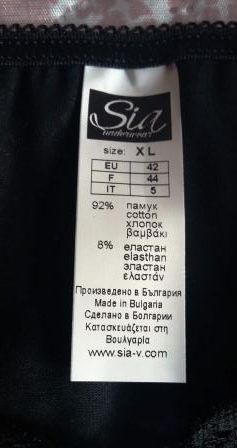 Sia
underwear
size: XL
EU 42
F 44
IT 5
92% памук
cotton
хлопок
βαμβάκι
8% еластан
elasthan
эластан
ελαστάν
Произведено в България
Made in Bulgaria
Сделано в Болгарии
Κατασκευάζεται στη
Βουλγαρία
www.sia-v.com